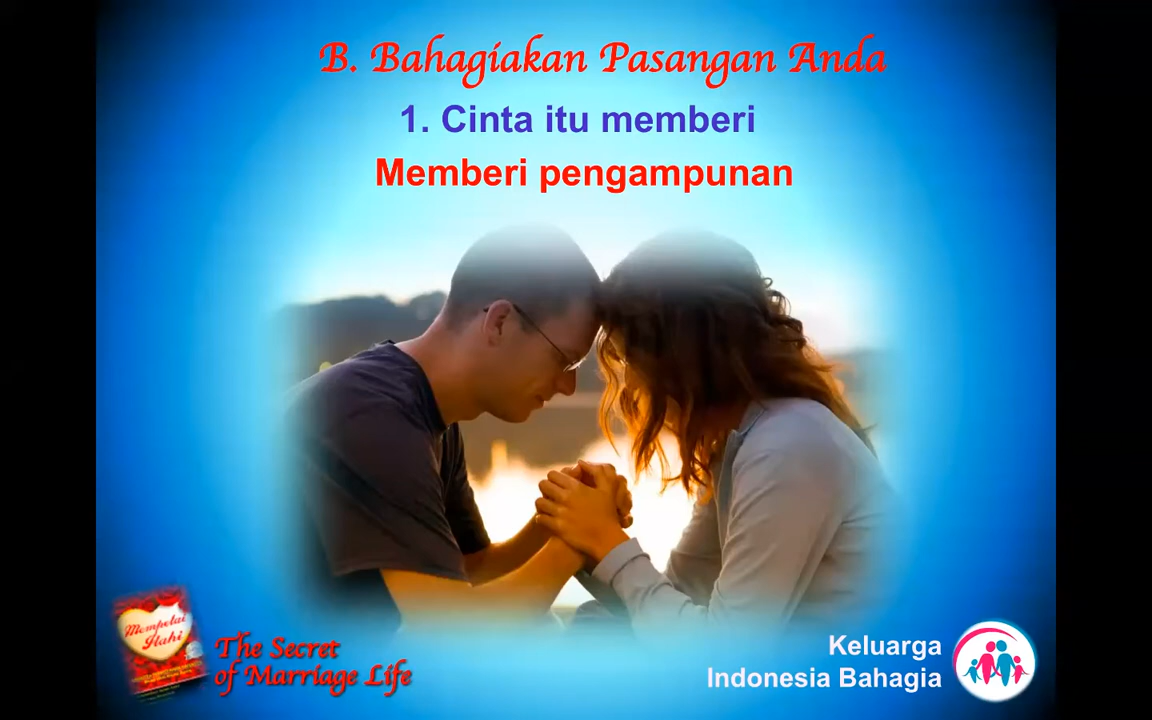 B. Bahagiakan Pasangan Anda
1. Cinta itu memberi
Memberi pengampunan
Mempelai
Ilahi
The Secret
of Marriage Life
Keluarga
Indonesia Bahagia